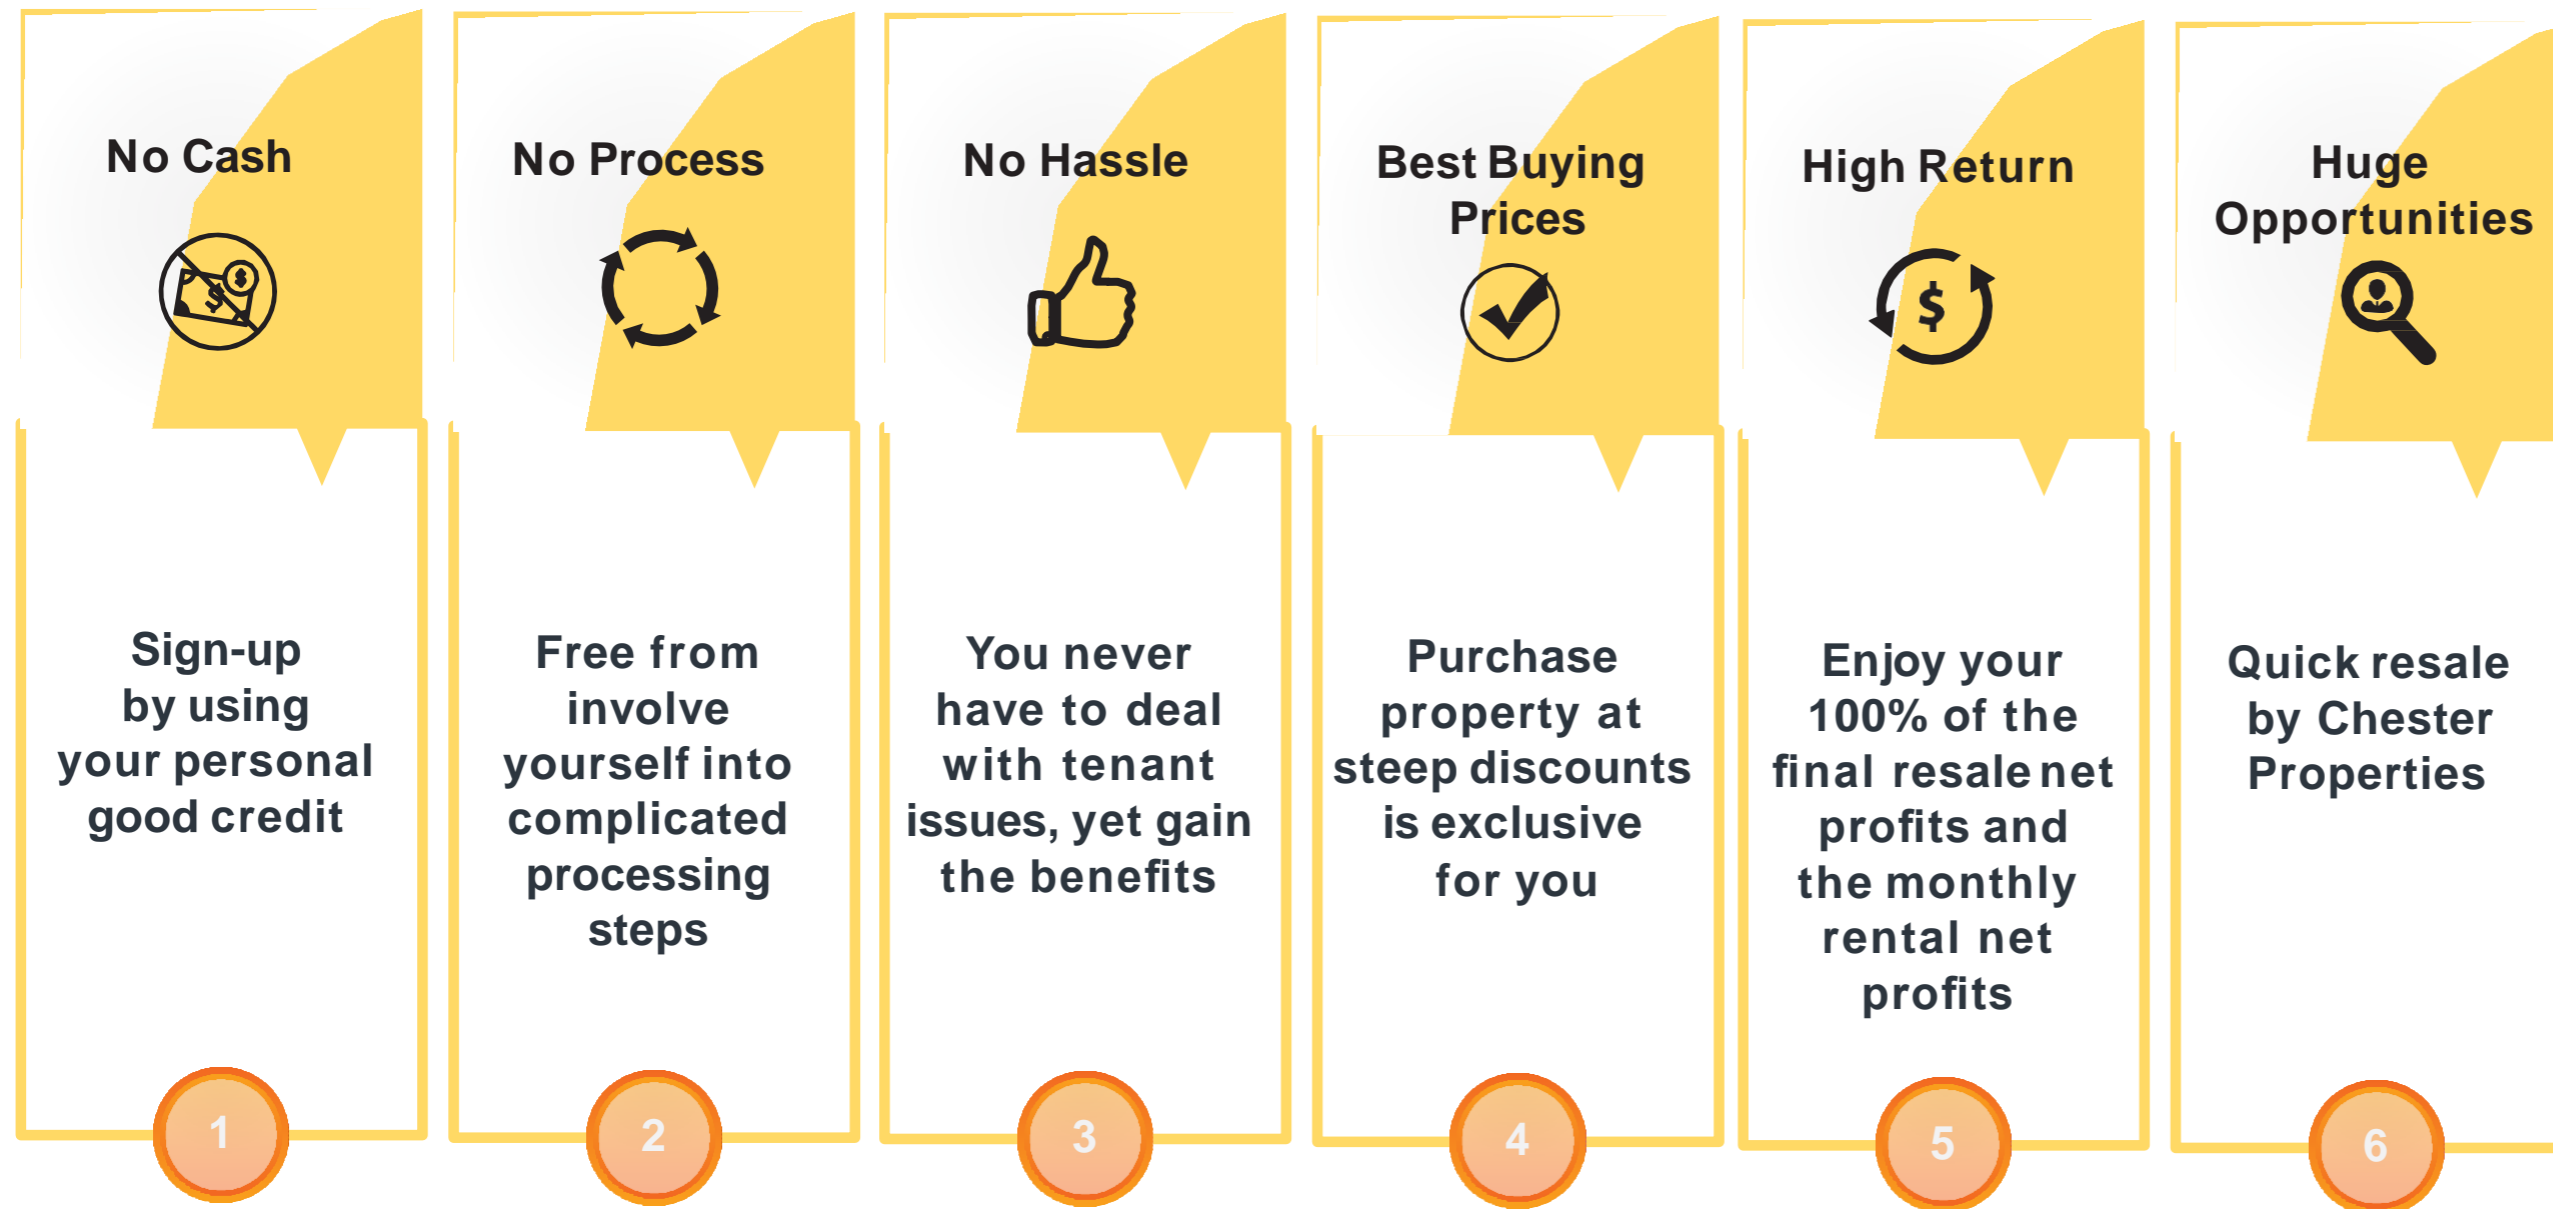 No Cash
Sign-up
by using
your personal
good credit
1
No Process
Free from
involve
yourself into
complicated
processing
steps
2
No Hassle
You never
have to deal
with tenant
issues, yet gain
the benefits
3
Best Buying
Prices
Purchase
property at
steep discounts
is exclusive
for you
4
High Return
$
Enjoy your
100% of the
final resale net
profits and
the monthly
rental net
profits
5
Huge
Opportunities
Quick resale
by Chester
Properties
6